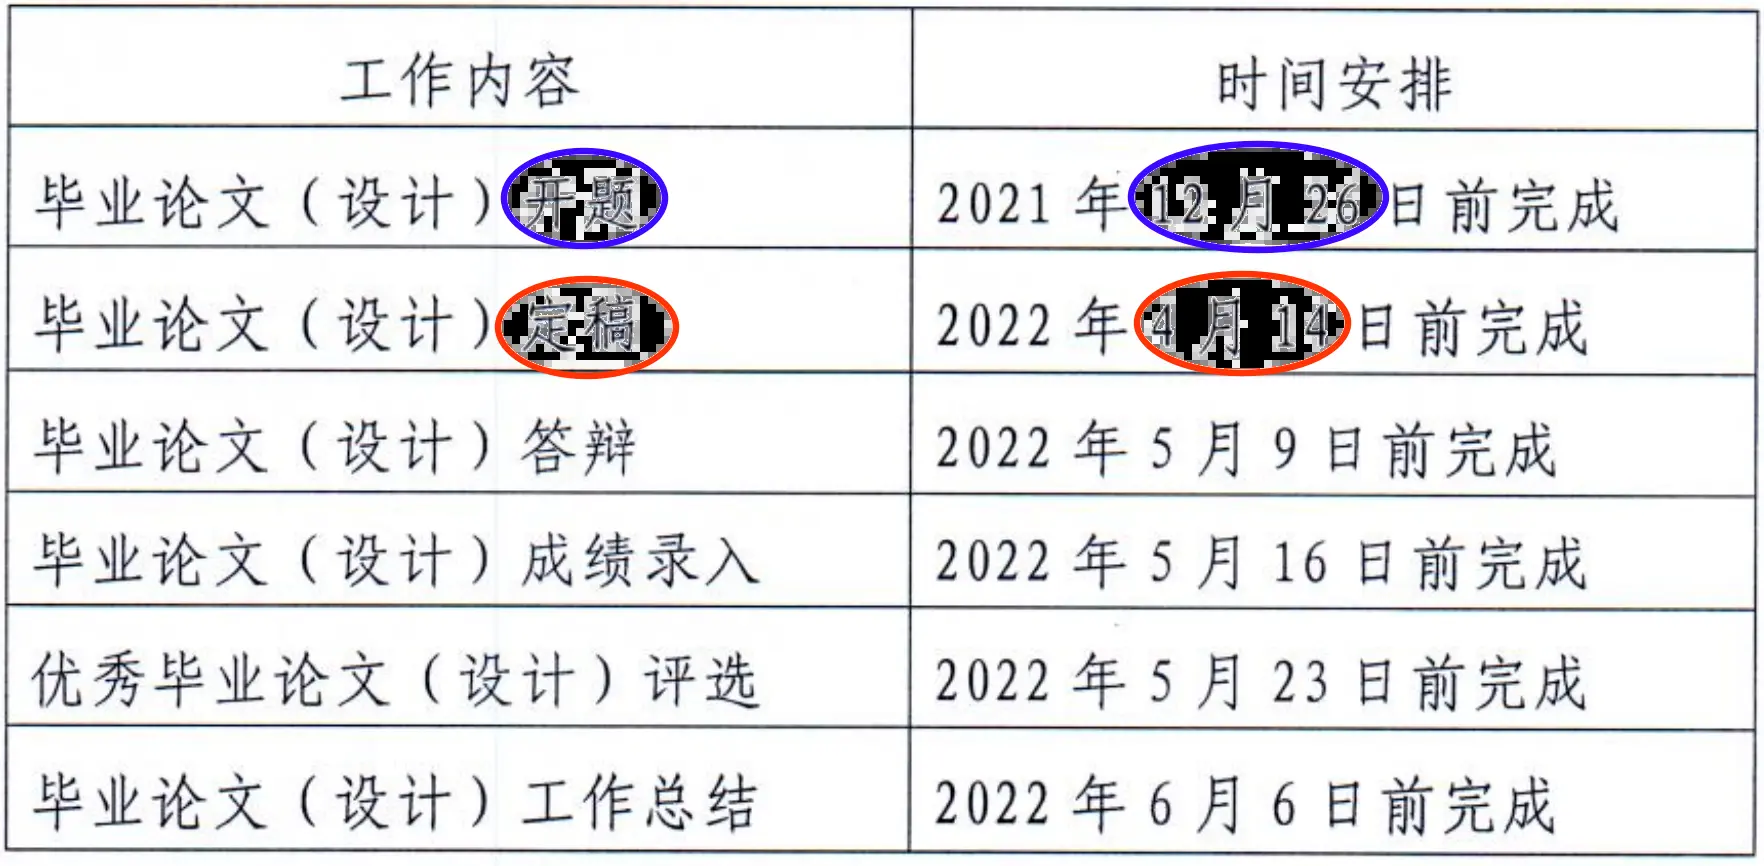 工作内容 时间安排
毕业论文（设计）开题 2021 年 12 月 26 日前完成
毕业论文（设计）定稿 2022 年 4 月 14 日前完成
毕业论文（设计）答辩 2022 年 5 月 9 日前完成
毕业论文（设计）成绩录入 2022 年 5 月 16 日前完成
优秀毕业论文（设计）评选 2022 年 5 月 23 日前完成
毕业论文（设计）工作总结 2022 年 6 月 6 日前完成